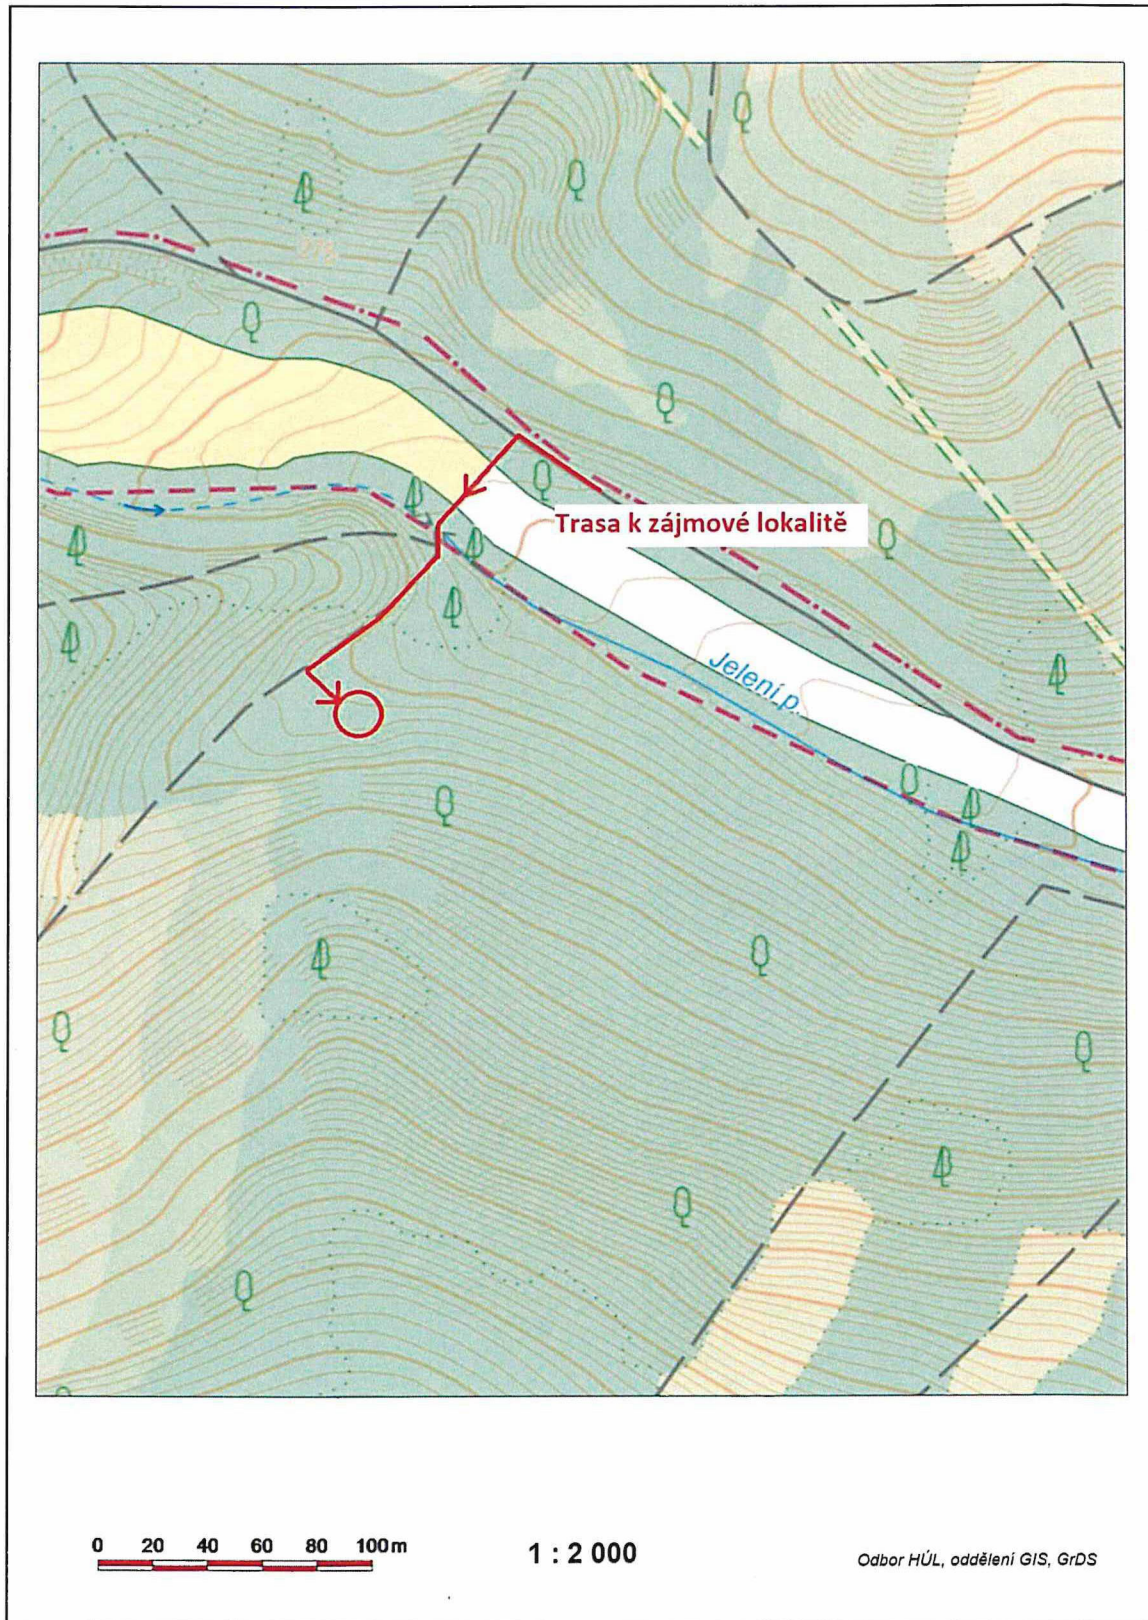 Trasa k zájmové lokalitě
Jelení p.
0 20 40 60 80 100 m
1 : 2 000
Odbor HÚL, oddělení GIS, GrDS